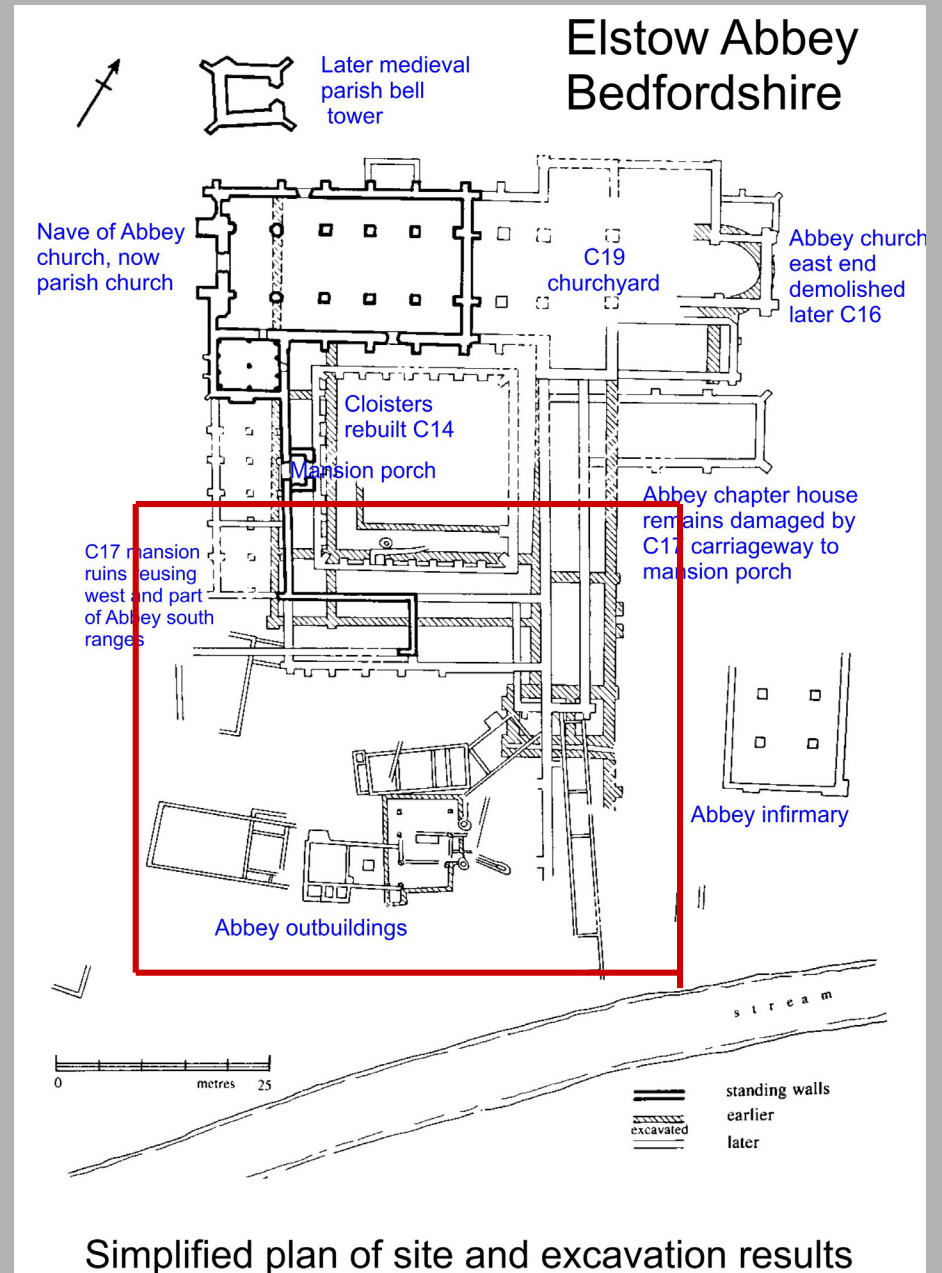 Elstow Abbey
Bedfordshire
Later medieval
parish bell
tower
Nave of Abbey
church, now
parish church
C19
churchyard
Abbey church
east end
demolished
later C16
Cloisters
rebuilt C14
Mansion porch
Abbey chapter house
remains damaged by
C17 carriageway to
mansion porch
C17 mansion
ruins reusing
west and part
of Abbey south
ranges
Abbey infirmary
Abbey outbuildings
stream
0 metres 25
standing walls
earlier
excavated
later
Simplified plan of site and excavation results